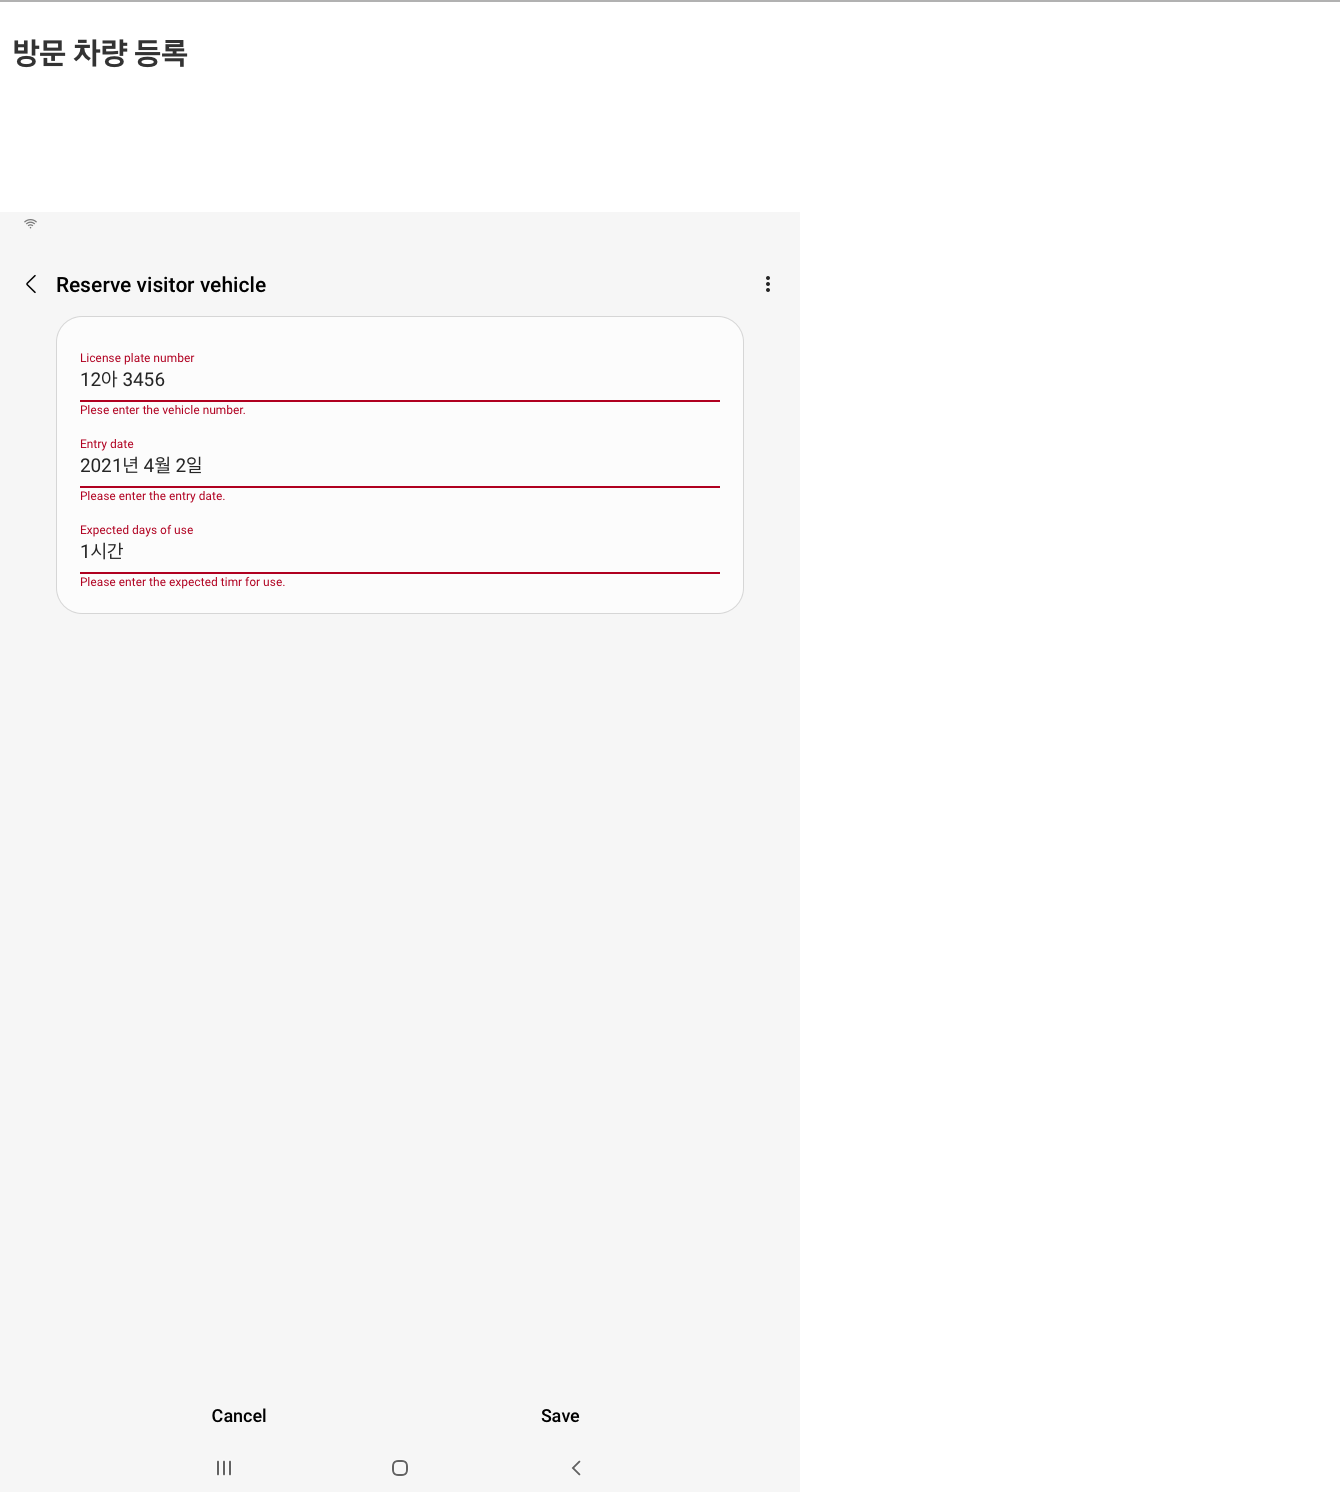 방문 차량 등록
Reserve visitor vehicle
License plate number
12아 3456
Plese enter the vehicle number.
Entry date
2021년 4월 2일
Please enter the entry date.
Expected days of use
1시간
Please enter the expected timr for use.
Cancel Save